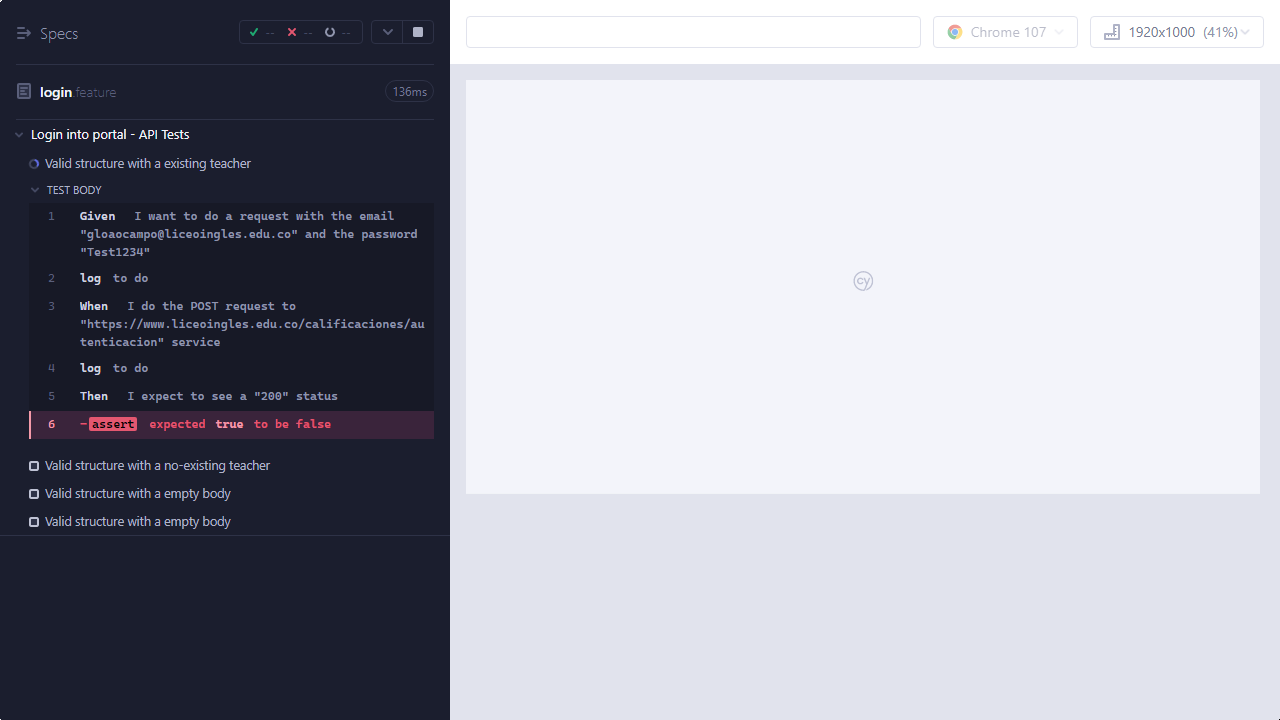 Specs
-- -- --
Chrome 107
1920x1000 (41%)
login.feature
136ms
Login into portal - API Tests
Valid structure with a existing teacher
TEST BODY
1 Given I want to do a request with the email
"gloaocampo@liceoingles.edu.co" and the password
"Test1234"
2 log to do
3 When I do the POST request to
"https://www.liceoingles.edu.co/calificaciones/au
tenticacion" service
4 log to do
5 Then I expect to see a "200" status
6 -assert expected true to be false
Valid structure with a no-existing teacher
Valid structure with a empty body
Valid structure with a empty body
cy